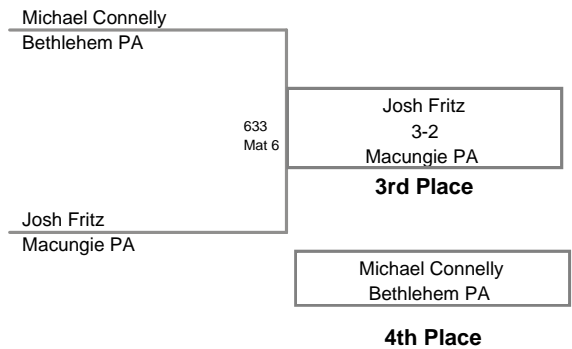 Michael Connelly
Bethlehem PA
633
Mat 6
Josh Fritz
3-2
Macungie PA
3rd Place
Josh Fritz
Macungie PA
Michael Connelly
Bethlehem PA
4th Place